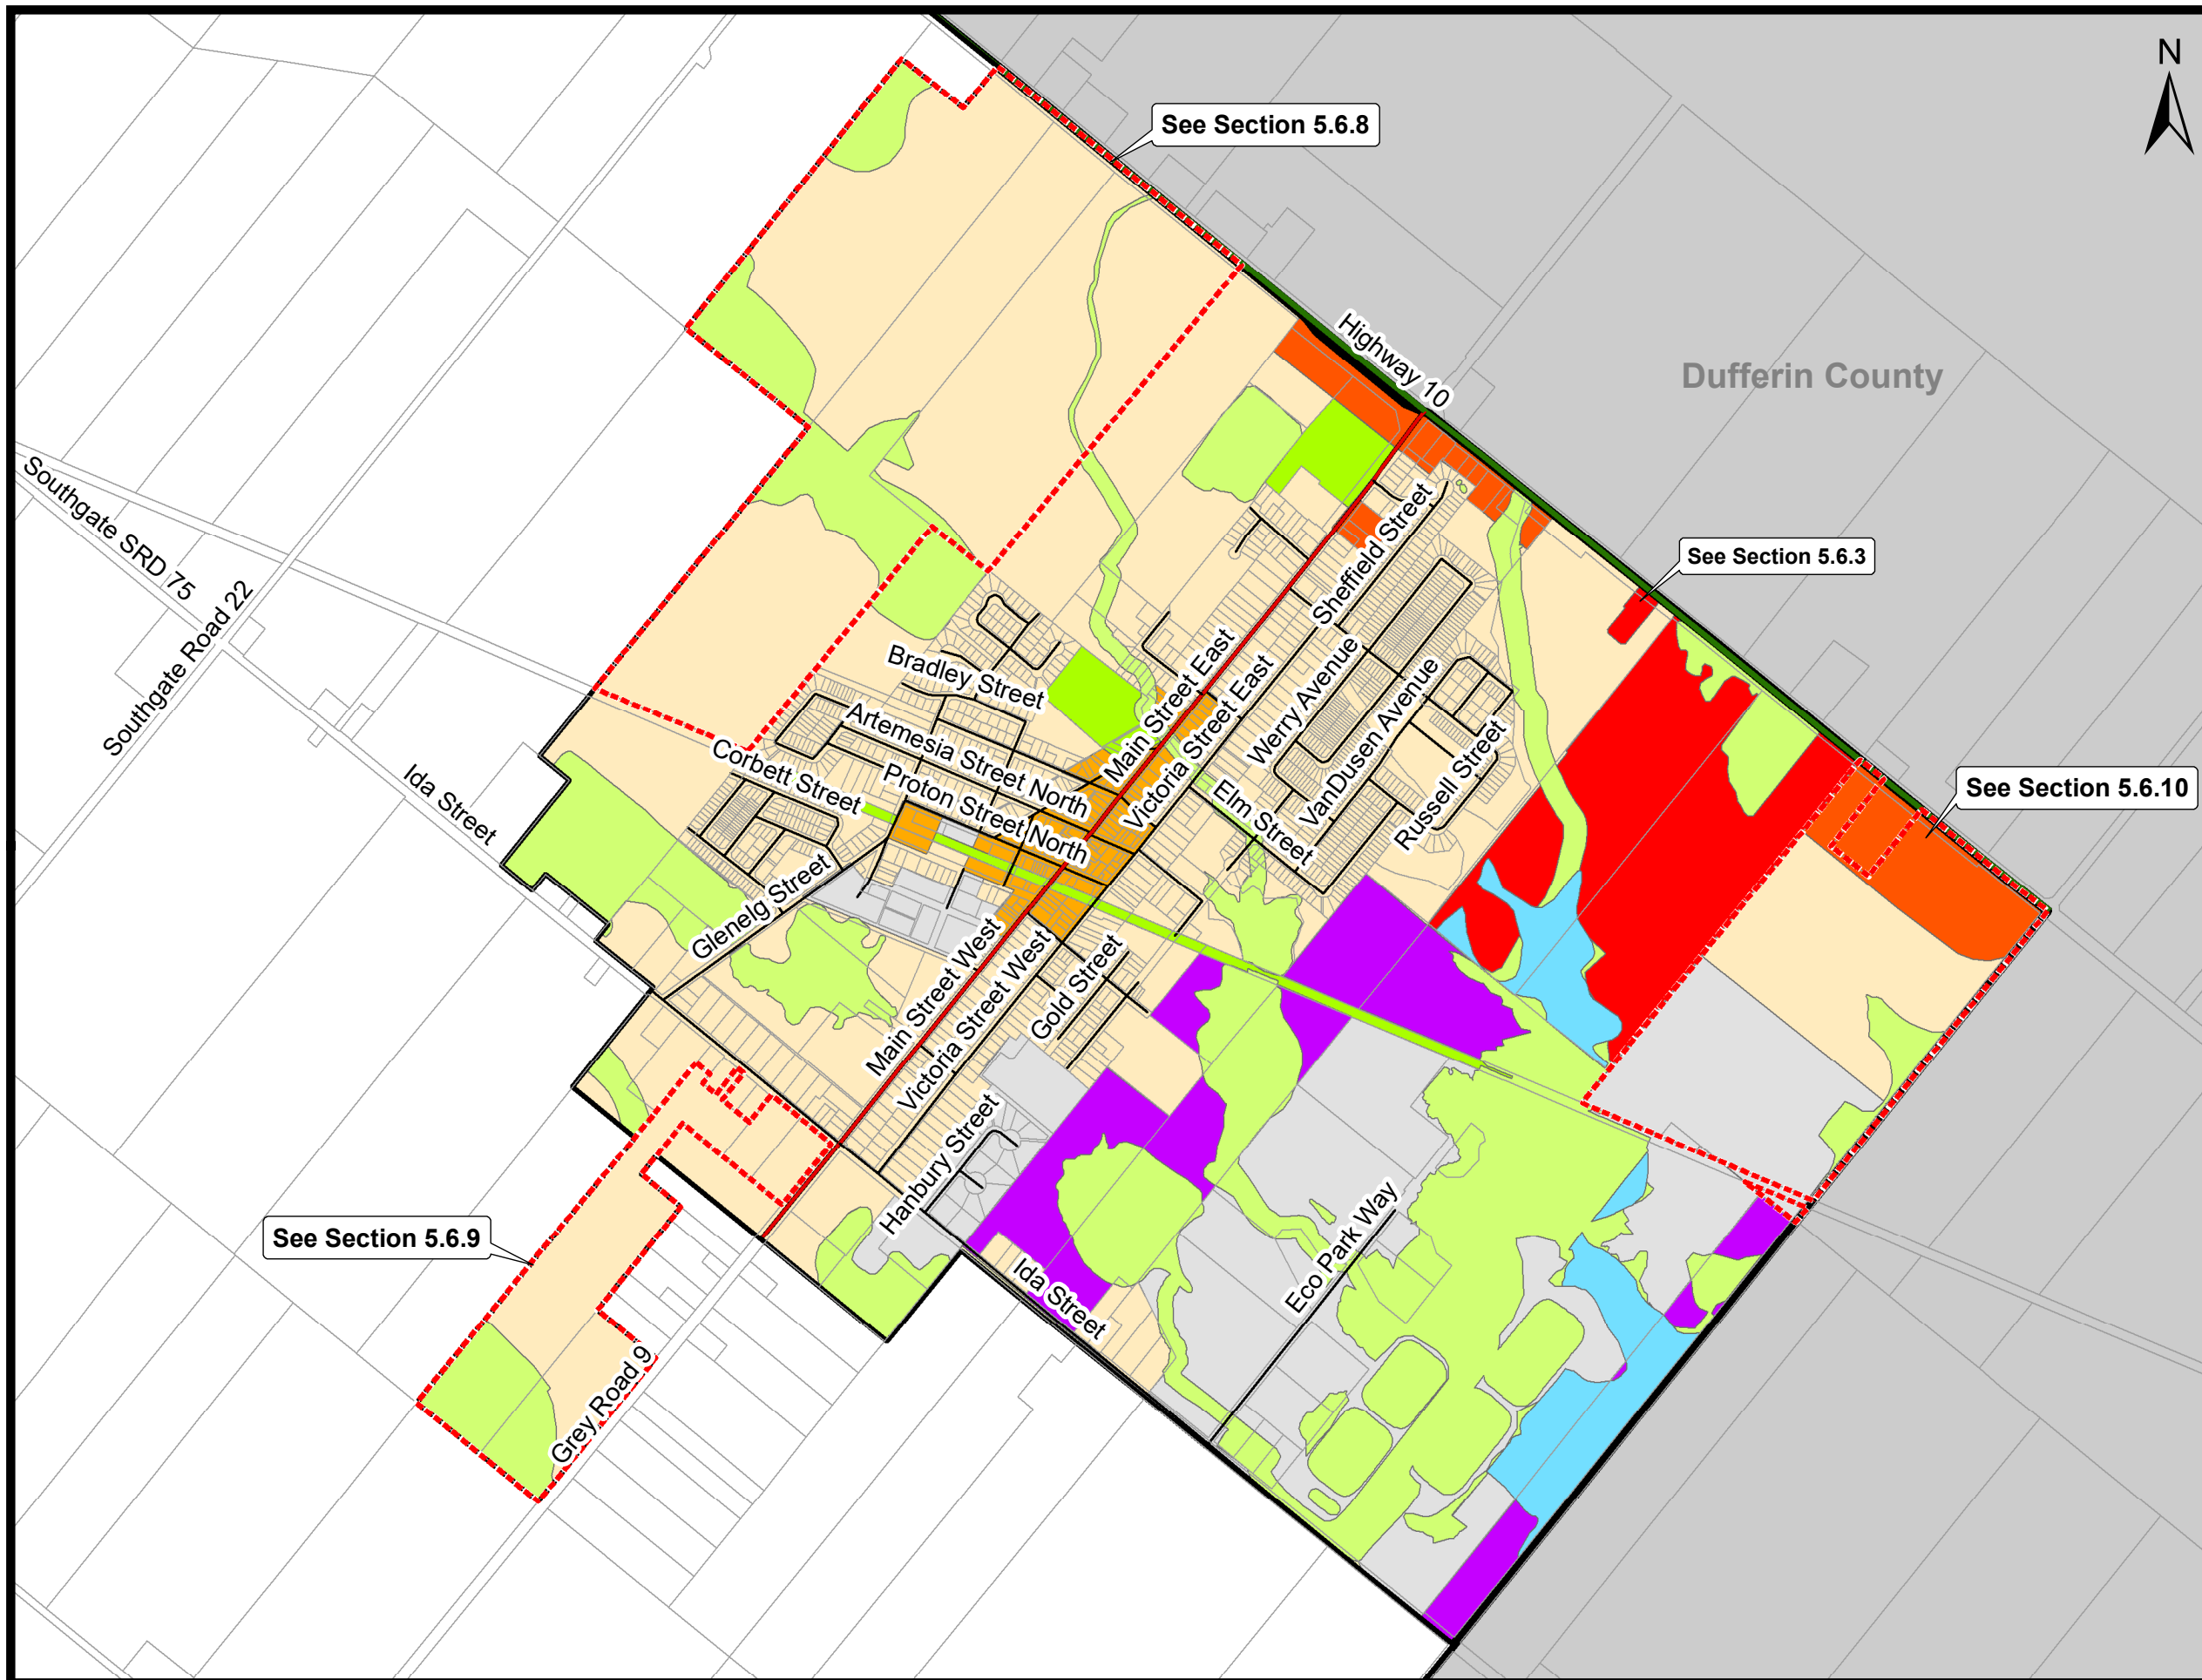 N
See Section 5.6.8
Highway 10
Dufferin County
Southgate SRD 75
Southgate Road 22
Sheffield Street
See Section 5.6.3
Bradley Street
Main Street East
Victoria Street East
Werry Avenue
VanDusen Avenue
Russell Street
Artemesia Street North
Corbett Street
Proton Street North
Elm Street
Ida Street
See Section 5.6.10
Glenelg Street
Main Street West
Victoria Street West
Gold Street
Hanbury Street
See Section 5.6.9
Eco Park Way
Ida Street
Grey Road 9